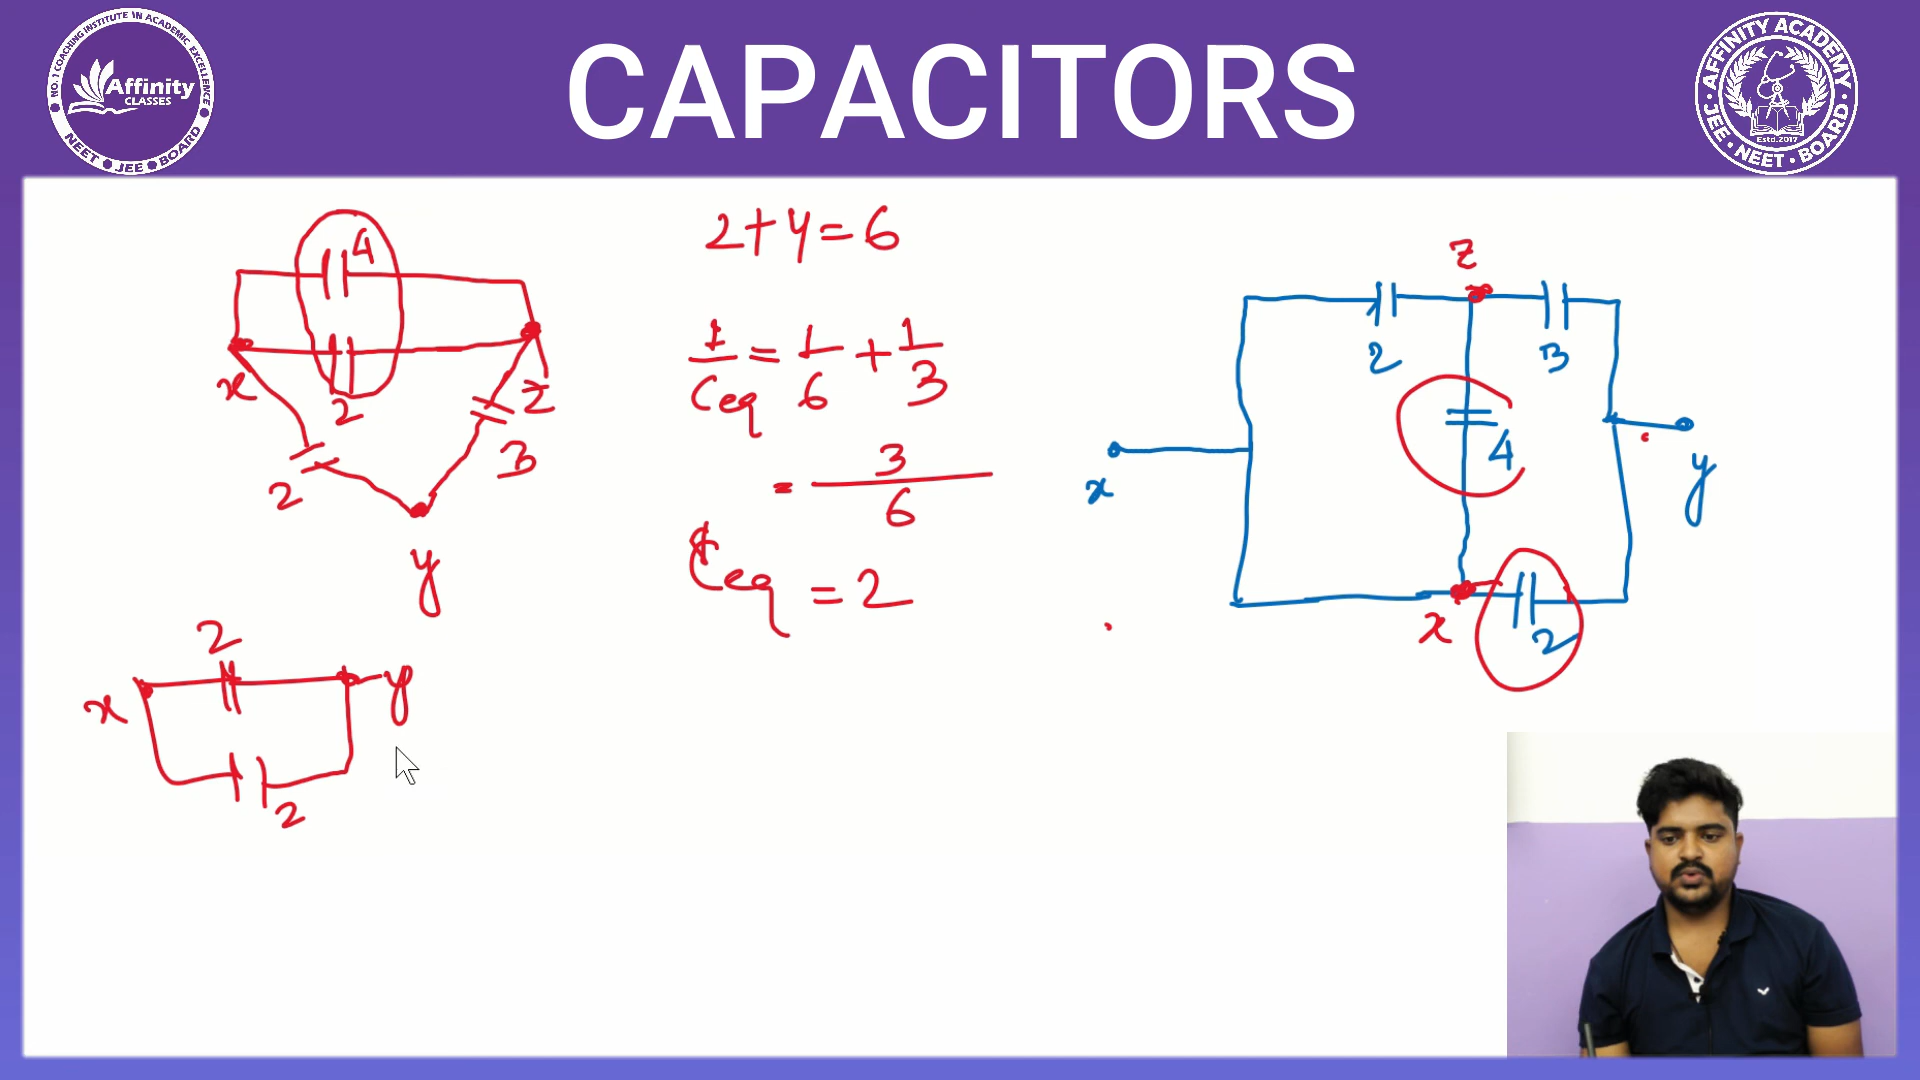 NO.1 COACHING INSTITUTE IN ACADEMIC EXCELLENCE
Affinity
CLASSES
NEET JEE BOARD
CAPACITORS
AFFINITY ACADEMY
Estd.2017
JEE NEET BOARD
4
x
2
z
2
3
y
2+4=6
1/Ceq = 1/6 + 1/3
= 3/6
Ceq = 2
2
x
y
2
z
2
3
4
x
y
x
2